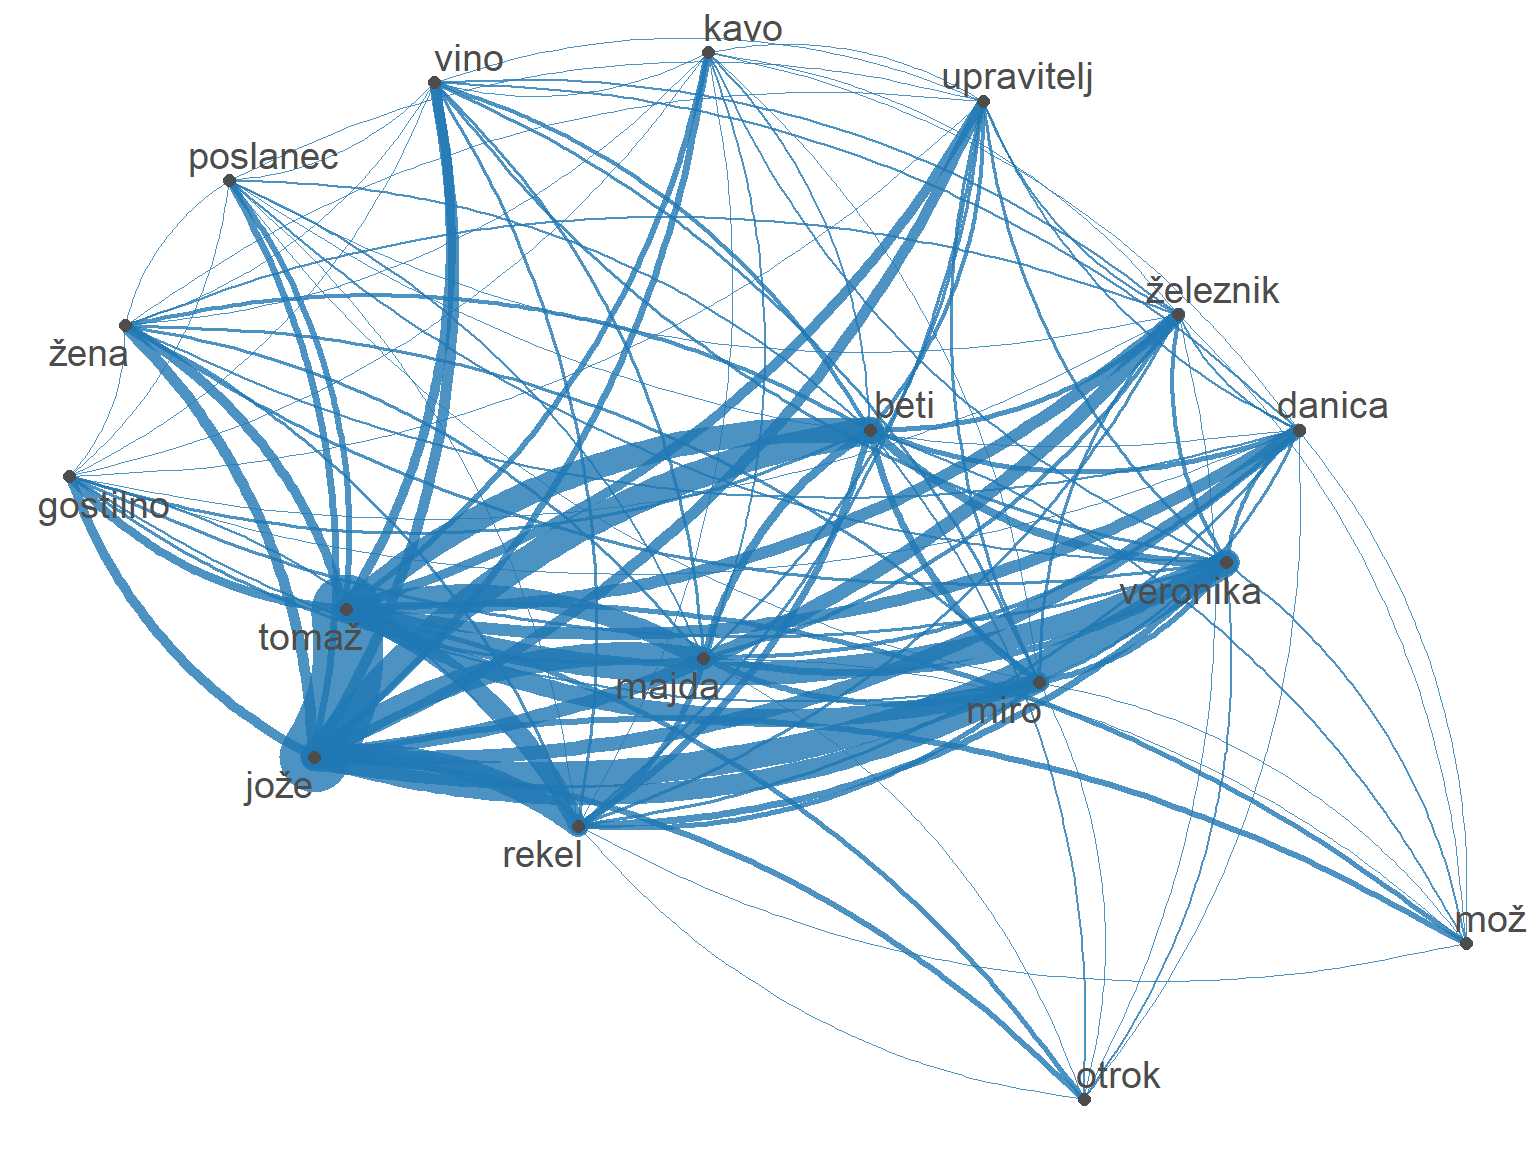 kavo
vino
upravitelj
poslanec
železnik
žena
beti
danica
gostilno
veronika
tomaž
majda
miro
jože
rekel
mož
otrok